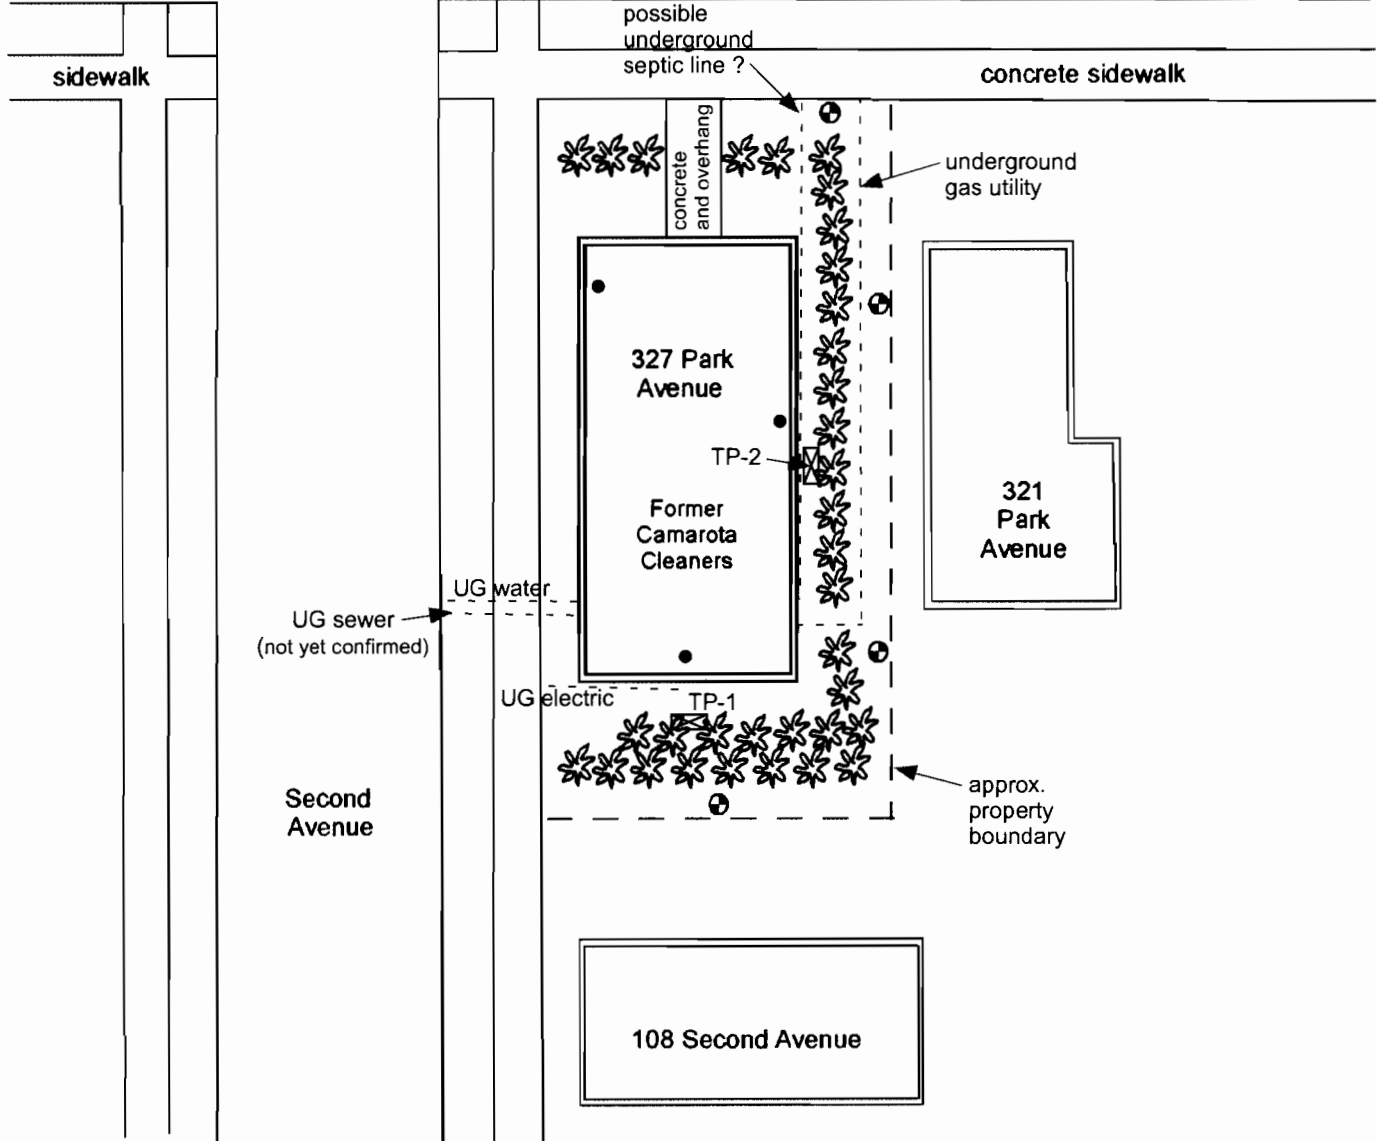 possible
underground
septic line ?
sidewalk
concrete sidewalk
concrete
and overhang
underground
gas utility
327 Park
Avenue
TP-2
321
Park
Avenue
Former
Camarota
Cleaners
UG water
UG sewer
(not yet confirmed)
UG electric
TP-1
Second
Avenue
approx.
property
boundary
108 Second Avenue